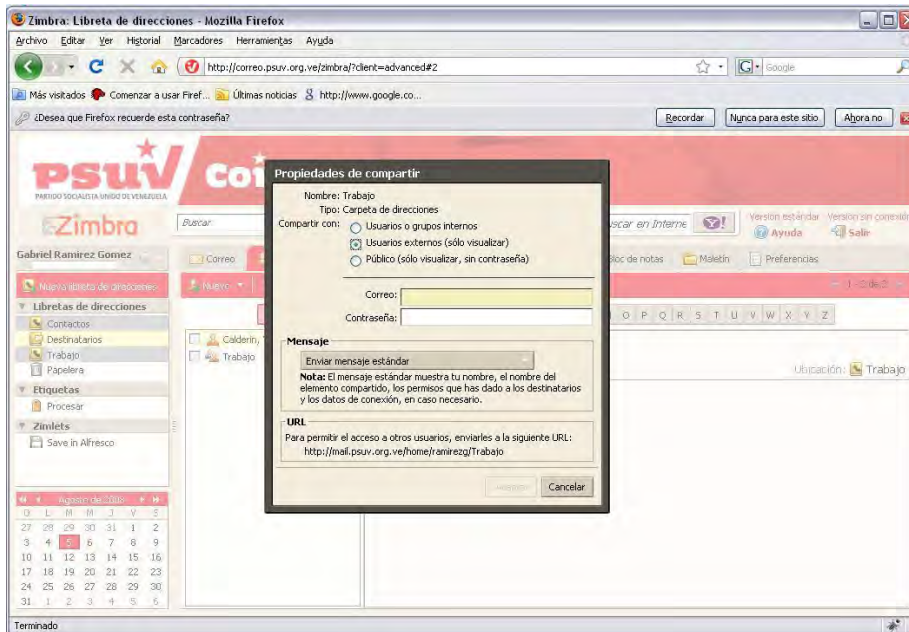 Zimbra: Libreta de direcciones - Mozilla Firefox
Archivo Editar Ver Historial Marcadores Herramientas Ayuda
http://correo.psuv.org.ve/zimbra/?client=advanced#2
Google
Más visitados Comenzar a usar Firef... Últimas noticias http://www.google.co...
¿Desea que Firefox recuerde esta contraseña? Recordar Nunca para este sitio Ahora no
PSUV
PARTIDO SOCIALISTA UNIDO DE VENEZUELA
Zimbra
Buscar
Versión estándar Versión sin conexión
Ayuda Salir
Gabriel Ramirez Gomez
Correo
Bloc de notas Maletín Preferencias
Nueva libreta de direcciones
Nuevo
Libretas de direcciones
Contactos
Destinatarios
Trabajo
Papelera
Etiquetas
Procesar
Zimlets
Save in Alfresco
Calderin,
Trabajo
O P Q R S T U V W X Y Z
Ubicación: Trabajo
Propiedades de compartir
Nombre: Trabajo
Tipo: Carpeta de direcciones
Compartir con: Usuarios o grupos internos
Usuarios externos (sólo visualizar)
Público (sólo visualizar, sin contraseña)
Correo:
Contraseña:
Mensaje
Enviar mensaje estándar
Nota: El mensaje estándar muestra tu nombre, el nombre del
elemento compartido, los permisos que has dado a los destinatarios
y los datos de conexión, en caso necesario.
URL
Para permitir el acceso a otros usuarios, enviarles a la siguiente URL:
http://mail.psuv.org.ve/home/ramirezg/Trabajo
Cancelar
D L M M J V S
27 28 29 30 31 1 2
3 4 5 6 7 8 9
10 11 12 13 14 15 16
17 18 19 20 21 22 23
24 25 26 27 28 29 30
31 1 2 3 4 5 6
Terminado